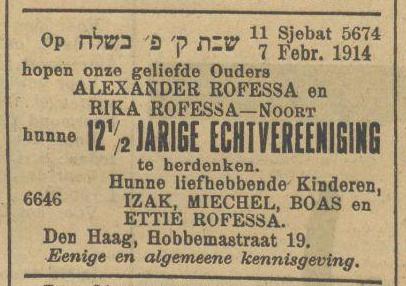 Op שבת ק׳ פ׳ בשלח 11 Sjebat 5674
7 Febr. 1914
hopen onze geliefde Ouders
ALEXANDER ROFESSA en
RIKA ROFESSA—NOORT
hunne 12½ JARIGE ECHTVEREENIGING
te herdenken.
Hunne liefhebbende Kinderen,
6646 IZAK, MIECHEL, BOAS en
ETTIE ROFESSA.
Den Haag, Hobbemastraat 19.
Eenige en algemeene kennisgeving.